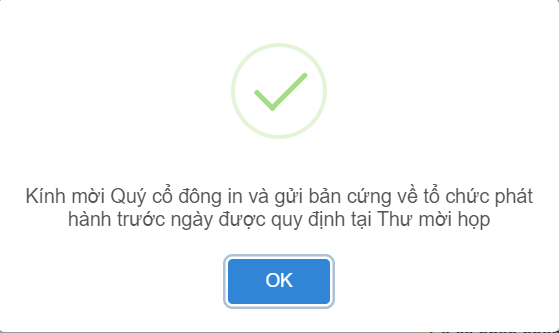 Kính mời Quý cổ đông in và gửi bản cứng về tổ chức phát
hành trước ngày được quy định tại Thư mời họp
OK